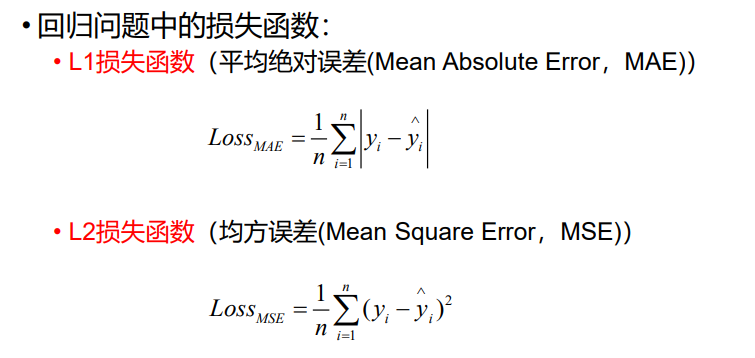 • 回归问题中的损失函数：
• L1损失函数（平均绝对误差(Mean Absolute Error，MAE)）
Loss_{MAE} = \frac{1}{n} \sum_{i=1}^{n} \left| y_i - \hat{y_i} \right|
• L2损失函数（均方误差(Mean Square Error，MSE)）
Loss_{MSE} = \frac{1}{n} \sum_{i=1}^{n} (y_i - \hat{y}_i)^2